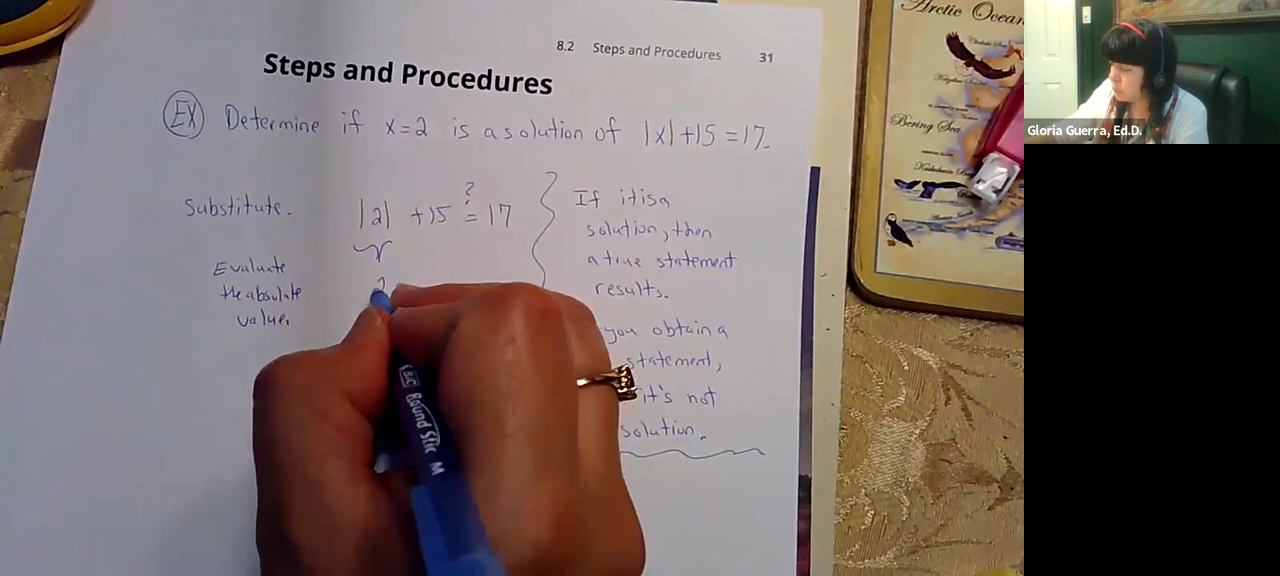 8.2 Steps and Procedures 31
Steps and Procedures
EX Determine if x=2 is a solution of |x|+15=17.
Substitute. |2| +15 ?= 17
Evaluate
the absolute
value.
2
If it is a
solution, then
a true statement
results.
you obtain a
statement,
it's not
solution.
BIC Round Stic M
Arctic Ocean
Bering Sea
Gloria Guerra, Ed.D.